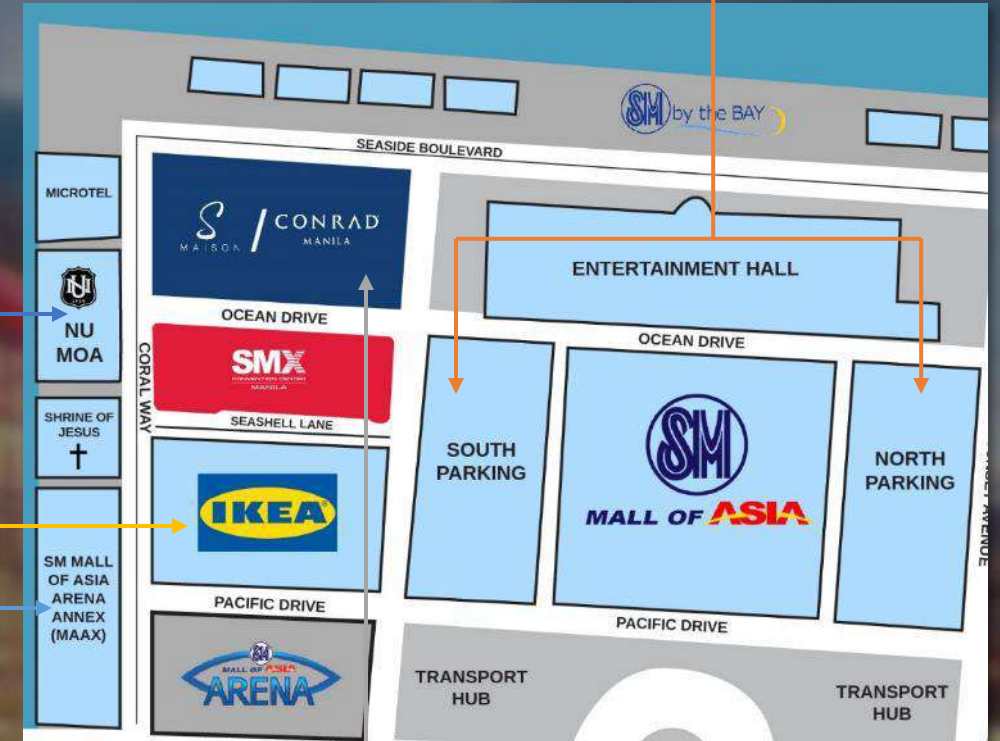 SM by the BAY
SEASIDE BOULEVARD
MICROTEL
S
MAISON
CONRAD
MANILA
ENTERTAINMENT HALL
NU
MOA
OCEAN DRIVE
OCEAN DRIVE
CORAL WAY
SMX
CONVENTION CENTER
MANILA
SEASHELL LANE
SHRINE OF
JESUS
SOUTH
PARKING
SM
MALL OF ASIA
NORTH
PARKING
AVENUE
IKEA
SM MALL
OF ASIA
ARENA
ANNEX
(MAAX)
PACIFIC DRIVE
PACIFIC DRIVE
SM
MALL OF ASIA
ARENA
TRANSPORT
HUB
TRANSPORT
HUB